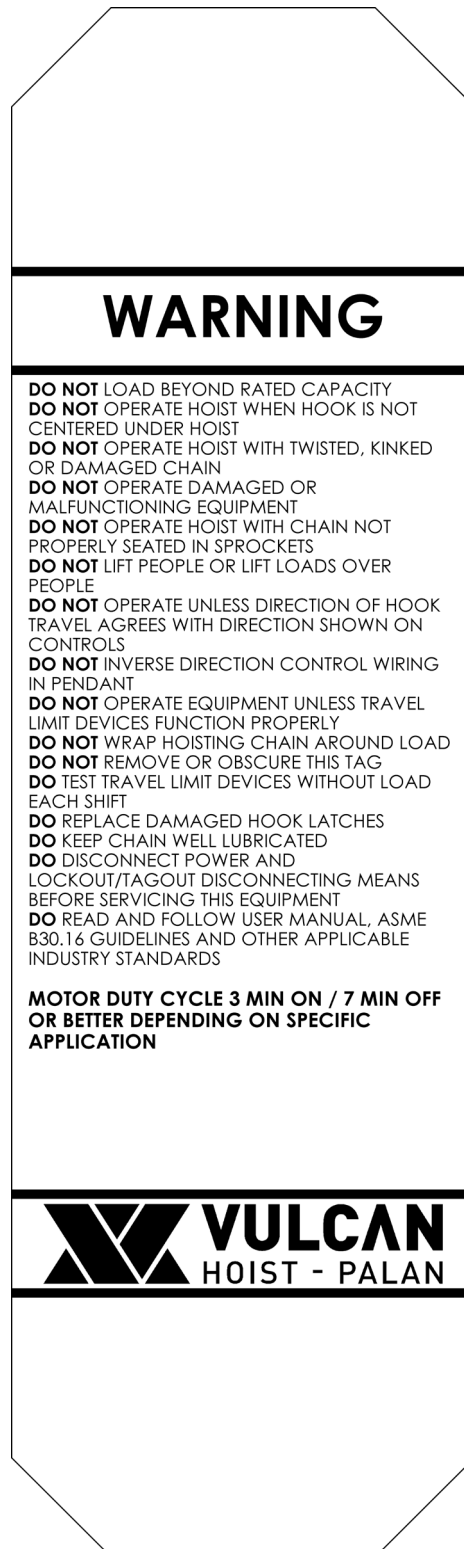 WARNING
DO NOT LOAD BEYOND RATED CAPACITY
DO NOT OPERATE HOIST WHEN HOOK IS NOT
CENTERED UNDER HOIST
DO NOT OPERATE HOIST WITH TWISTED, KINKED
OR DAMAGED CHAIN
DO NOT OPERATE DAMAGED OR
MALFUNCTIONING EQUIPMENT
DO NOT OPERATE HOIST WITH CHAIN NOT
PROPERLY SEATED IN SPROCKETS
DO NOT LIFT PEOPLE OR LIFT LOADS OVER
PEOPLE
DO NOT OPERATE UNLESS DIRECTION OF HOOK
TRAVEL AGREES WITH DIRECTION SHOWN ON
CONTROLS
DO NOT INVERSE DIRECTION CONTROL WIRING
IN PENDANT
DO NOT OPERATE EQUIPMENT UNLESS TRAVEL
LIMIT DEVICES FUNCTION PROPERLY
DO NOT WRAP HOISTING CHAIN AROUND LOAD
DO NOT REMOVE OR OBSCURE THIS TAG
DO TEST TRAVEL LIMIT DEVICES WITHOUT LOAD
EACH SHIFT
DO REPLACE DAMAGED HOOK LATCHES
DO KEEP CHAIN WELL LUBRICATED
DO DISCONNECT POWER AND
LOCKOUT/TAGOUT DISCONNECTING MEANS
BEFORE SERVICING THIS EQUIPMENT
DO READ AND FOLLOW USER MANUAL, ASME
B30.16 GUIDELINES AND OTHER APPLICABLE
INDUSTRY STANDARDS
MOTOR DUTY CYCLE 3 MIN ON / 7 MIN OFF
OR BETTER DEPENDING ON SPECIFIC
APPLICATION
VULCAN
HOIST - PALAN